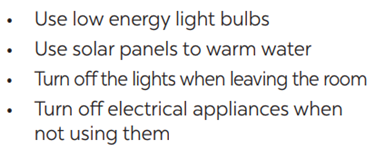 • Use low energy light bulbs
• Use solar panels to warm water
• Turn off the lights when leaving the room
• Turn off electrical appliances when
not using them